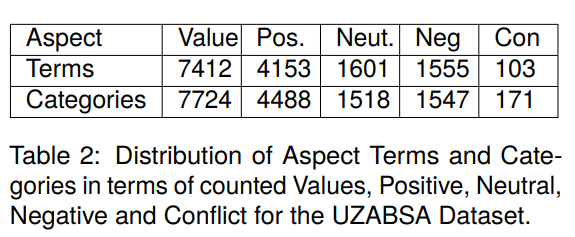 Aspect Value Pos. Neut. Neg Con
Terms 7412 4153 1601 1555 103
Categories 7724 4488 1518 1547 171
Table 2: Distribution of Aspect Terms and Cate-
gories in terms of counted Values, Positive, Neutral,
Negative and Conflict for the UZABSA Dataset.